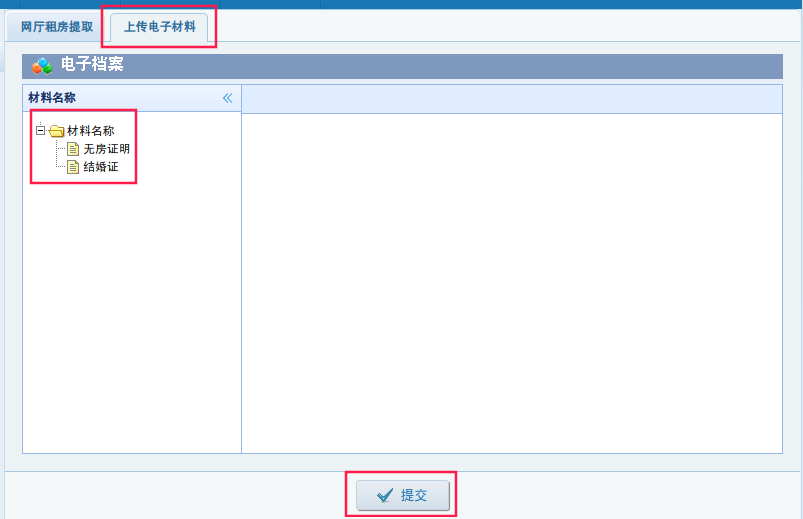 网厅租房提取 上传电子材料
电子档案
材料名称
材料名称
无房证明
结婚证
提交